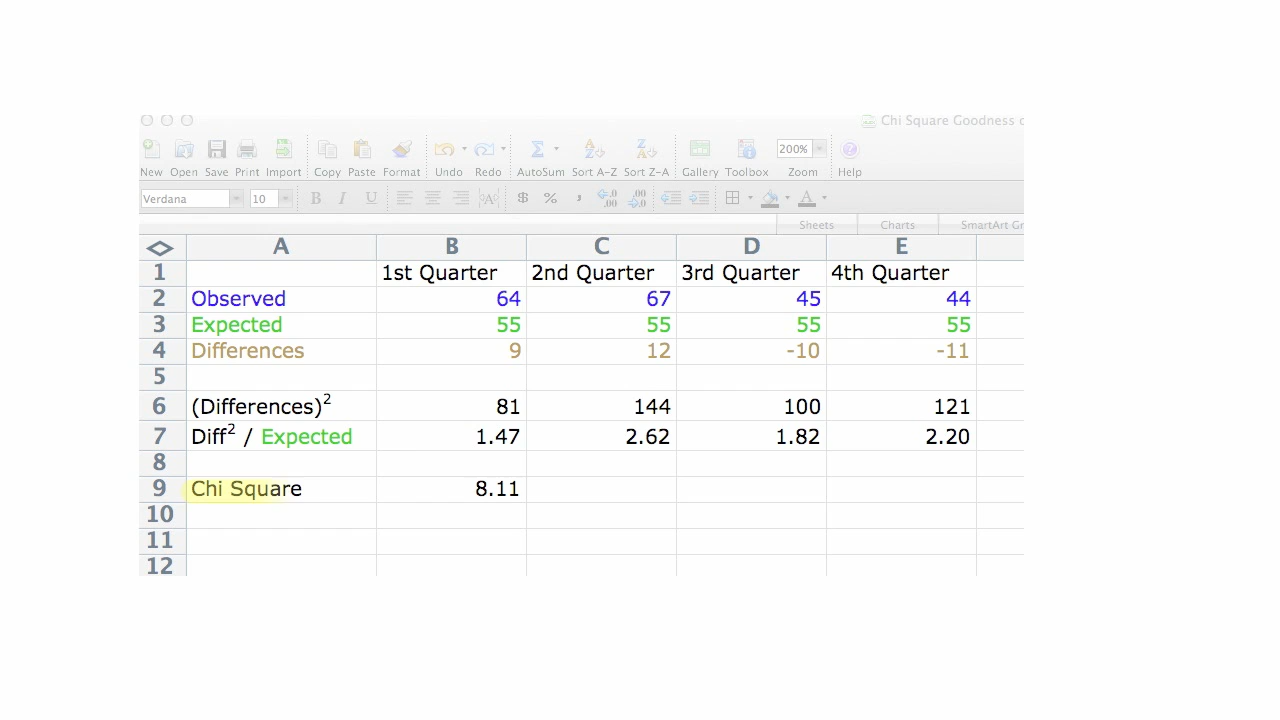 Chi Square Goodness o
New Open Save Print Import Copy Paste Format Undo Redo AutoSum Sort A-Z Sort Z-A Gallery Toolbox Zoom Help
200%
Verdana 10 B I U
Sheets Charts SmartArt Gr
A B C D E
1 1st Quarter 2nd Quarter 3rd Quarter 4th Quarter
2 Observed 64 67 45 44
3 Expected 55 55 55 55
4 Differences 9 12 -10 -11
5
6 (Differences)² 81 144 100 121
7 Diff² / Expected 1.47 2.62 1.82 2.20
8
9 Chi Square 8.11
10
11
12